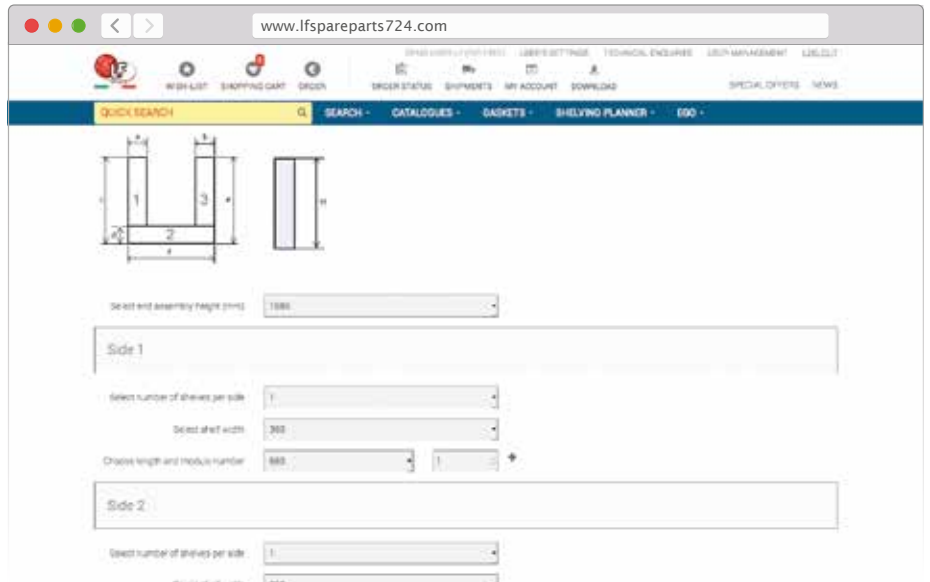 www.lfspareparts724.com
USER'S SETTINGS TECHNICAL ENQUIRIES USER MANAGEMENT LOG OUT
WISH-LIST SHOPPING CART ORDER ORDER STATUS SHIPMENTS MY ACCOUNT DOWNLOAD SPECIAL OFFERS NEWS
QUICK SEARCH SEARCH CATALOGUES GASKETS SHELVING PLANNER EGO
1 3
2
Select end assembly height (mm)
Side 1
Select number of shelves per side 1
Select shelf width
Choose length and module number 1
Side 2
Select number of shelves per side 1